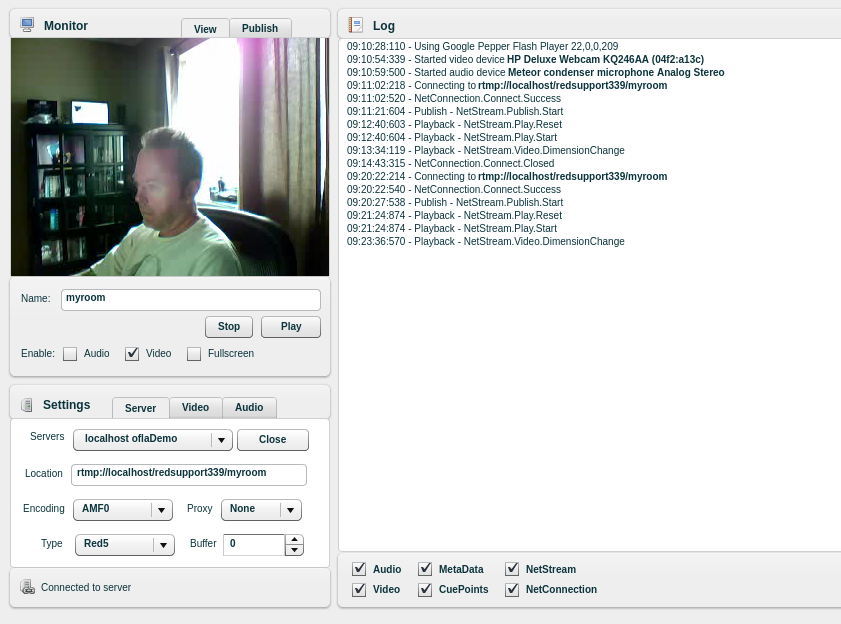 Monitor
View
Publish
Name:
myroom
Stop
Play
Enable:
Audio
Video
Fullscreen
Settings
Server
Video
Audio
Servers
localhost oflaDemo
Close
Location
rtmp://localhost/redsupport339/myroom
Encoding
AMF0
Proxy
None
Type
Red5
Buffer
0
Connected to server
Log
09:10:28:110 - Using Google Pepper Flash Player 22,0,0,209
09:10:54:339 - Started video device HP Deluxe Webcam KQ246AA (04f2:a13c)
09:10:59:500 - Started audio device Meteor condenser microphone Analog Stereo
09:11:02:218 - Connecting to rtmp://localhost/redsupport339/myroom
09:11:02:520 - NetConnection.Connect.Success
09:11:21:604 - Publish - NetStream.Publish.Start
09:12:40:603 - Playback - NetStream.Play.Reset
09:12:40:604 - Playback - NetStream.Play.Start
09:13:34:119 - Playback - NetStream.Video.DimensionChange
09:14:43:315 - NetConnection.Connect.Closed
09:20:22:214 - Connecting to rtmp://localhost/redsupport339/myroom
09:20:22:540 - NetConnection.Connect.Success
09:20:27:538 - Publish - NetStream.Publish.Start
09:21:24:874 - Playback - NetStream.Play.Reset
09:21:24:874 - Playback - NetStream.Play.Start
09:23:36:570 - Playback - NetStream.Video.DimensionChange
Audio
MetaData
NetStream
Video
CuePoints
NetConnection